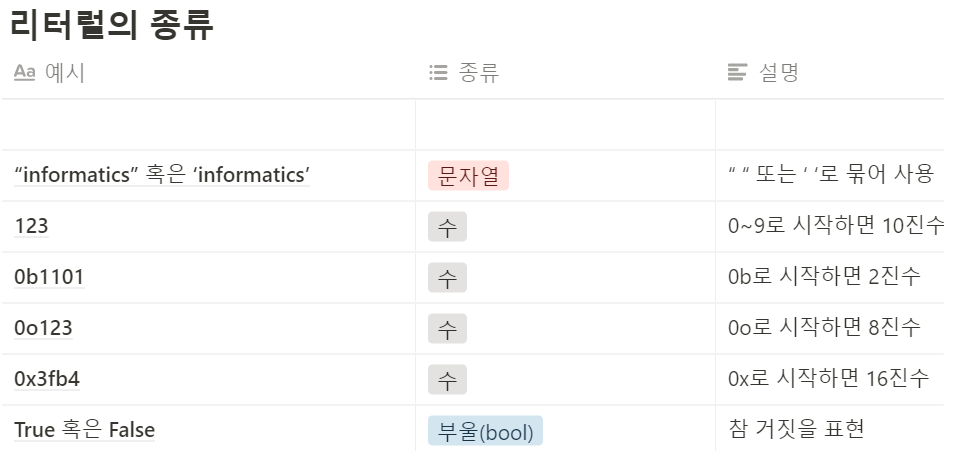 리터럴의 종류
Aa 예시 종류 설명
“informatics” 혹은 ‘informatics’ 문자열 “ “ 또는 ‘ ‘로 묶어 사용
123 수 0~9로 시작하면 10진수
0b1101 수 0b로 시작하면 2진수
0o123 수 0o로 시작하면 8진수
0x3fb4 수 0x로 시작하면 16진수
True 혹은 False 부울(bool) 참 거짓을 표현